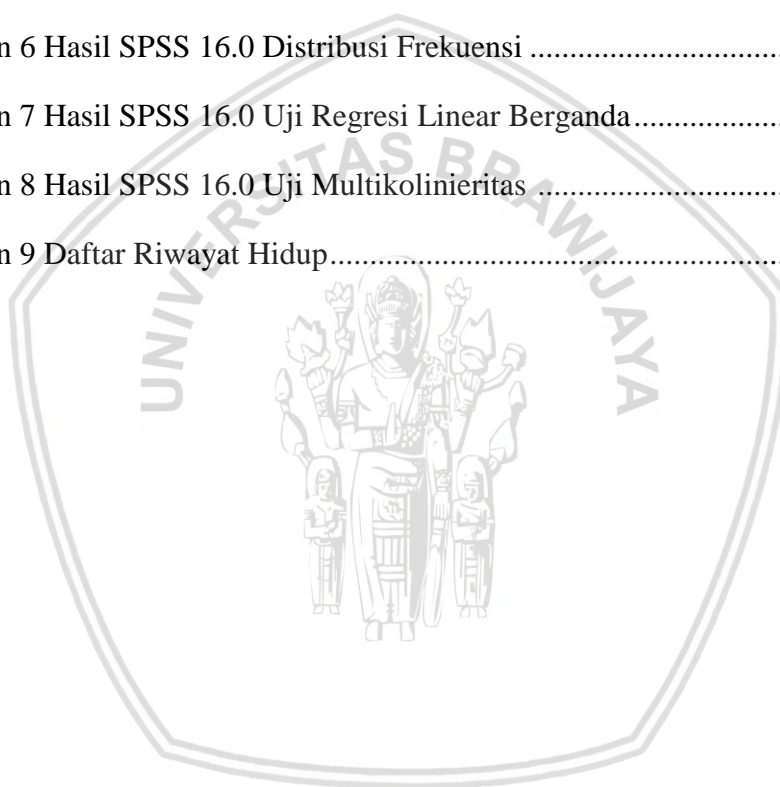 n 6 Hasil SPSS 16.0 Distribusi Frekuensi ................................
n 7 Hasil SPSS 16.0 Uji Regresi Linear Berganda...................
n 8 Hasil SPSS 16.0 Uji Multikolinieritas ...............................
n 9 Daftar Riwayat Hidup.........................................................
UNIVERSITAS BRAWIJAYA